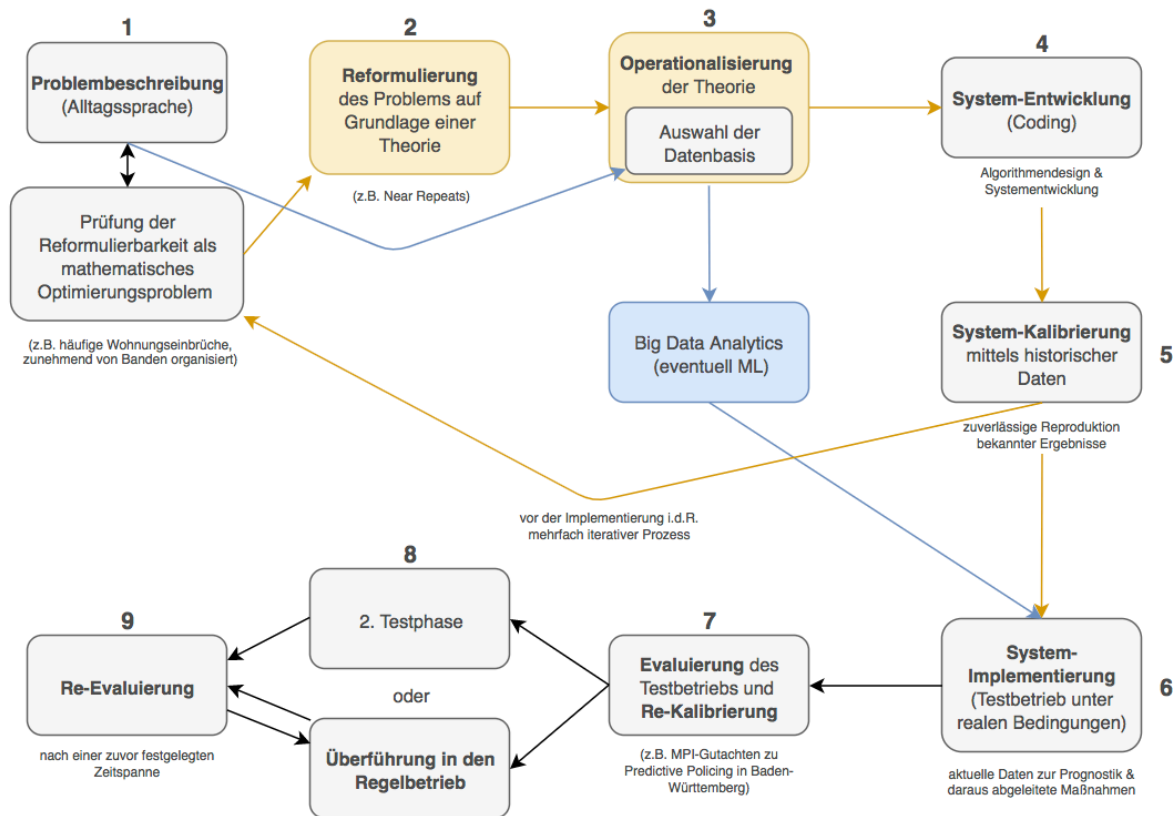 1
Problembeschreibung
(Alltagssprache)
Prüfung der
Reformulierbarkeit als
mathematisches
Optimierungsproblem
(z.B. häufige Wohnungseinbrüche,
zunehmend von Banden organisiert)
2
Reformulierung
des Problems auf
Grundlage einer
Theorie
(z.B. Near Repeats)
3
Operationalisierung
der Theorie
Auswahl der
Datenbasis
Big Data Analytics
(eventuell ML)
4
System-Entwicklung
(Coding)
Algorithmendesign &
Systementwicklung
System-Kalibrierung
mittels historischer
Daten
5
zuverlässige Reproduktion
bekannter Ergebnisse
vor der Implementierung i.d.R.
mehrfach iterativer Prozess
System-
Implementierung
(Testbetrieb unter
realen Bedingungen)
6
aktuelle Daten zur Prognostik &
daraus abgeleitete Maßnahmen
7
Evaluierung des
Testbetriebs und
Re-Kalibrierung
(z.B. MPI-Gutachten zu
Predictive Policing in Baden-
Württemberg)
8
2. Testphase
oder
Überführung in den
Regelbetrieb
9
Re-Evaluierung
nach einer zuvor festgelegten
Zeitspanne